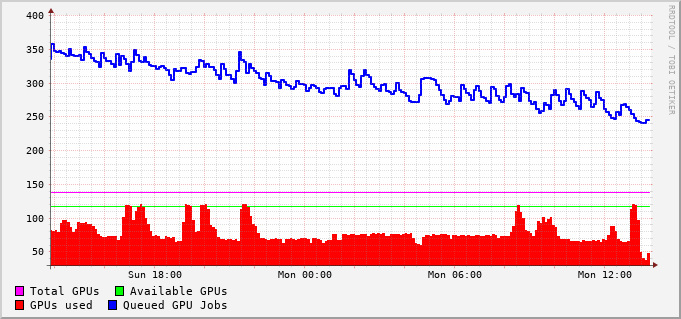 400
350
300
250
200
150
100
50
Sun 18:00 Mon 00:00 Mon 06:00 Mon 12:00
Total GPUs Available GPUs
GPUs used Queued GPU Jobs
RRDTOOL / TOBI OETIKER